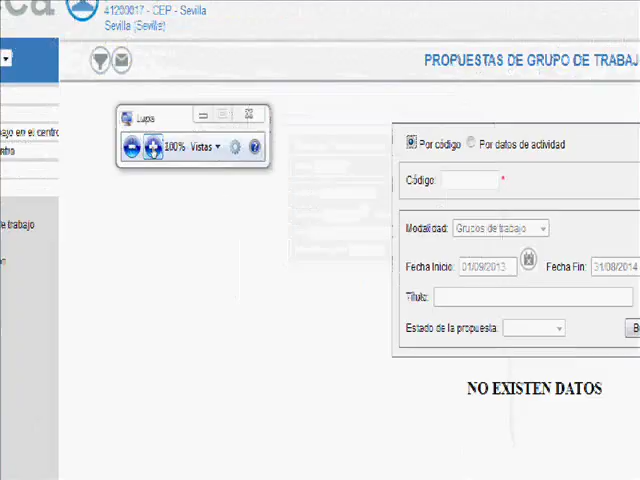 41200017 - CEP - Sevilla
Sevilla (Sevilla)
PROPUESTAS DE GRUPO DE TRABAJ
Lupa
100% Vistas
ajo en el centro
Por código Por datos de actividad
Código: *
e trabajo
Modalidad: Grupos de trabajo
Fecha Inicio: 01/09/2013 Fecha Fin: 31/08/2014
Título:
Estado de la propuesta: B
NO EXISTEN DATOS